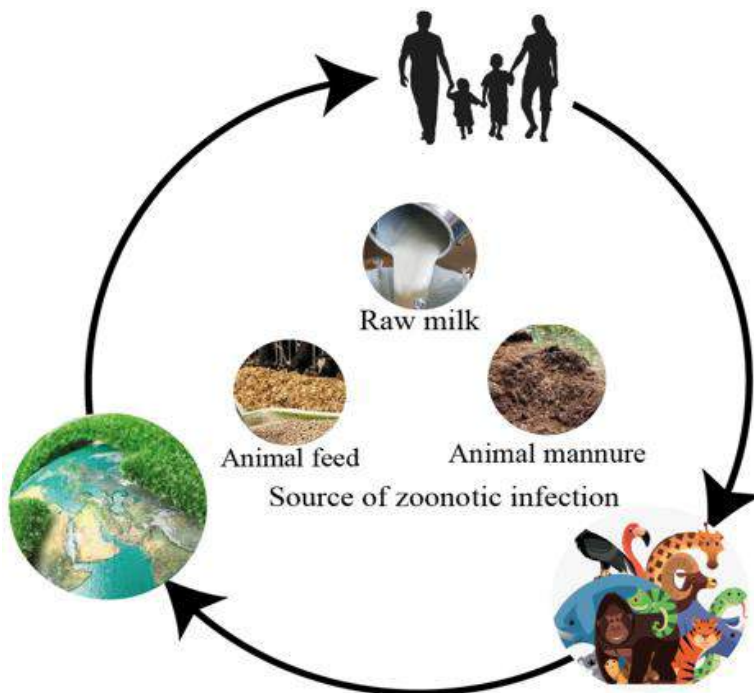 Raw milk
Animal feed
Animal mannure
Source of zoonotic infection